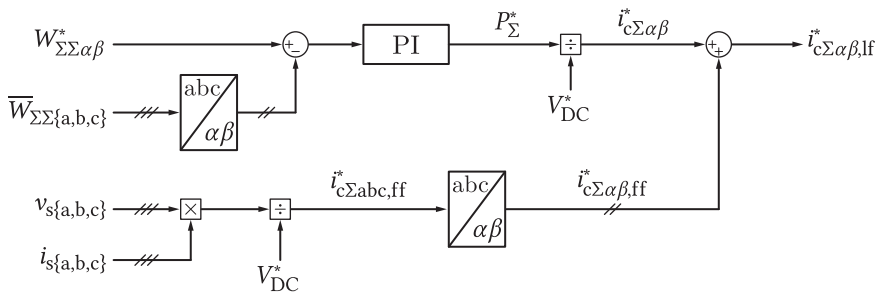 W*ΣΣαβ
+
−
PI
P*Σ
÷
i*cΣαβ
+
+
i*cΣαβ,lf
V*DC
W̅ΣΣ{a,b,c}
abc
αβ
vs{a,b,c}
×
÷
i*cΣabc,ff
abc
αβ
i*cΣαβ,ff
is{a,b,c}
V*DC